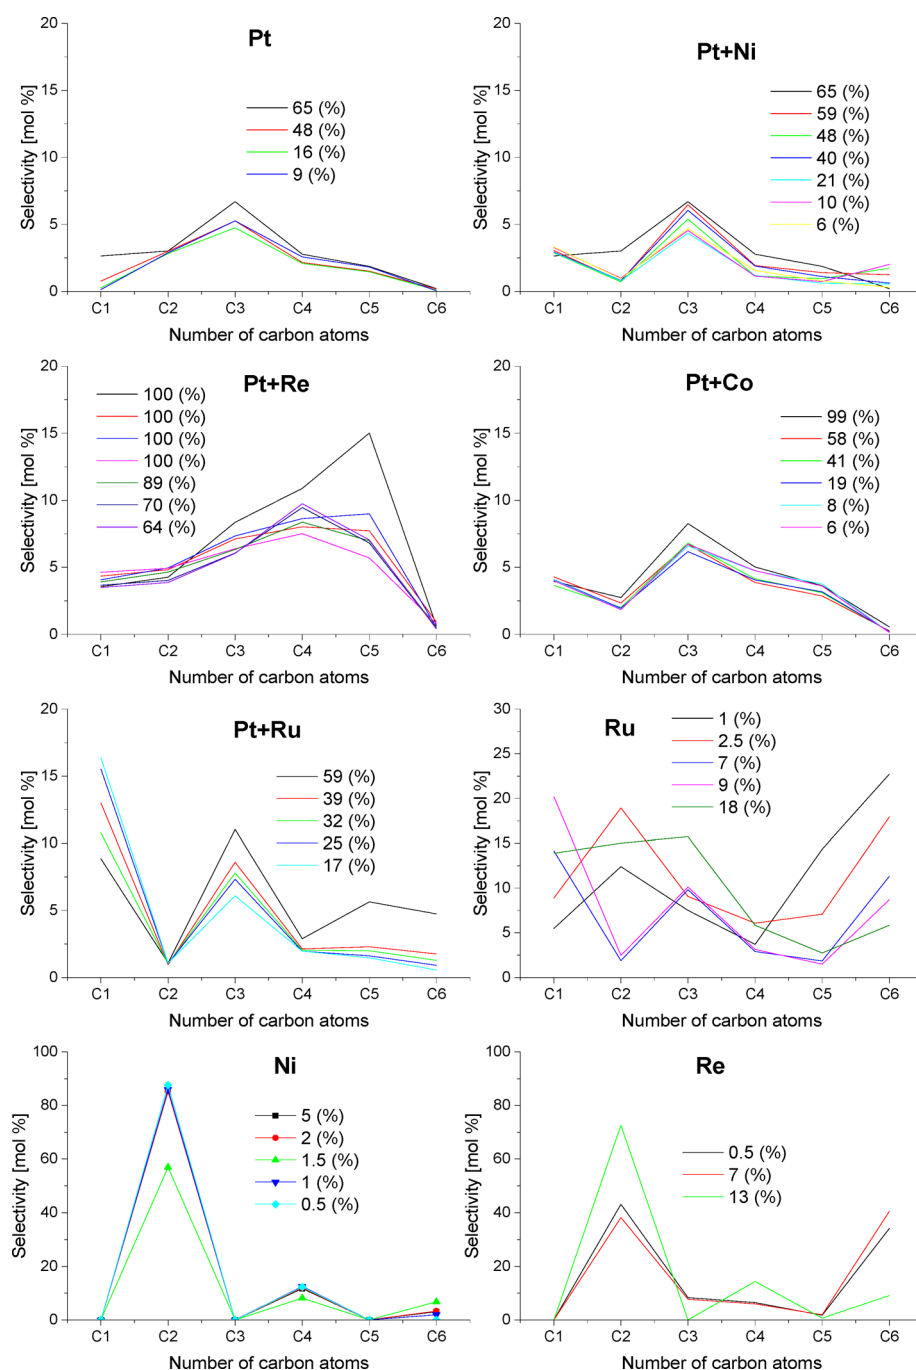 Pt
Selectivity [mol %]
20
15
10
5
0
65 (%)
48 (%)
16 (%)
9 (%)
C1 C2 C3 C4 C5 C6
Number of carbon atoms
Pt+Ni
Selectivity [mol %]
20
15
10
5
0
65 (%)
59 (%)
48 (%)
40 (%)
21 (%)
10 (%)
6 (%)
C1 C2 C3 C4 C5 C6
Number of carbon atoms
Pt+Re
Selectivity [mol %]
20
15
10
5
0
100 (%)
100 (%)
100 (%)
100 (%)
89 (%)
70 (%)
64 (%)
C1 C2 C3 C4 C5 C6
Number of carbon atoms
Pt+Co
Selectivity [mol %]
20
15
10
5
0
99 (%)
58 (%)
41 (%)
19 (%)
8 (%)
6 (%)
C1 C2 C3 C4 C5 C6
Number of carbon atoms
Pt+Ru
Selectivity [mol %]
20
15
10
5
0
59 (%)
39 (%)
32 (%)
25 (%)
17 (%)
C1 C2 C3 C4 C5 C6
Number of carbon atoms
Ru
Selectivity [mol %]
30
25
20
15
10
5
0
1 (%)
2.5 (%)
7 (%)
9 (%)
18 (%)
C1 C2 C3 C4 C5 C6
Number of carbon atoms
Ni
Selectivity [mol %]
100
80
60
40
20
0
5 (%)
2 (%)
1.5 (%)
1 (%)
0.5 (%)
C1 C2 C3 C4 C5 C6
Number of carbon atoms
Re
Selectivity [mol %]
100
80
60
40
20
0
0.5 (%)
7 (%)
13 (%)
C1 C2 C3 C4 C5 C6
Number of carbon atoms